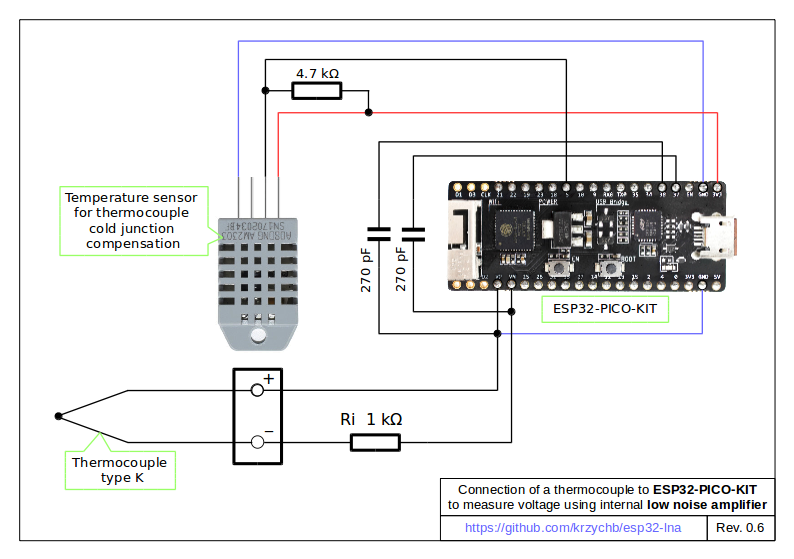 4.7 kΩ
Temperature sensor
for thermocouple
cold junction
compensation
AOSONG AM2302
270 pF
270 pF
ESP32-PICO-KIT
Ri 1 kΩ
+
−
Thermocouple
type K
EN
BOOT
Connection of a thermocouple to ESP32-PICO-KIT
to measure voltage using internal low noise amplifier
https://github.com/krzychb/esp32-lna
Rev. 0.6